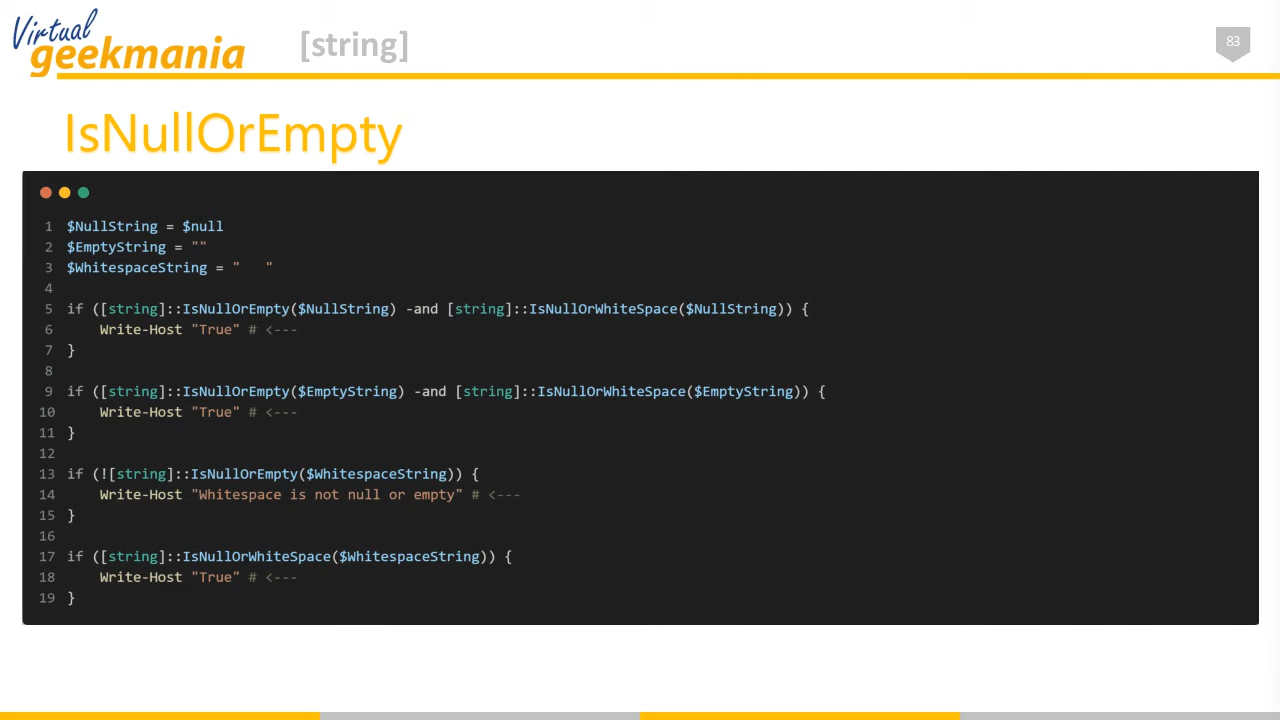 Virtual
geekmania
[string]
83
IsNullOrEmpty
1 $NullString = $null
2 $EmptyString = ""
3 $WhitespaceString = "   "
4
5 if ([string]::IsNullOrEmpty($NullString) -and [string]::IsNullOrWhiteSpace($NullString)) {
6     Write-Host "True" # <---
7 }
8
9 if ([string]::IsNullOrEmpty($EmptyString) -and [string]::IsNullOrWhiteSpace($EmptyString)) {
10     Write-Host "True" # <---
11 }
12
13 if (![string]::IsNullOrEmpty($WhitespaceString)) {
14     Write-Host "Whitespace is not null or empty" # <---
15 }
16
17 if ([string]::IsNullOrWhiteSpace($WhitespaceString)) {
18     Write-Host "True" # <---
19 }